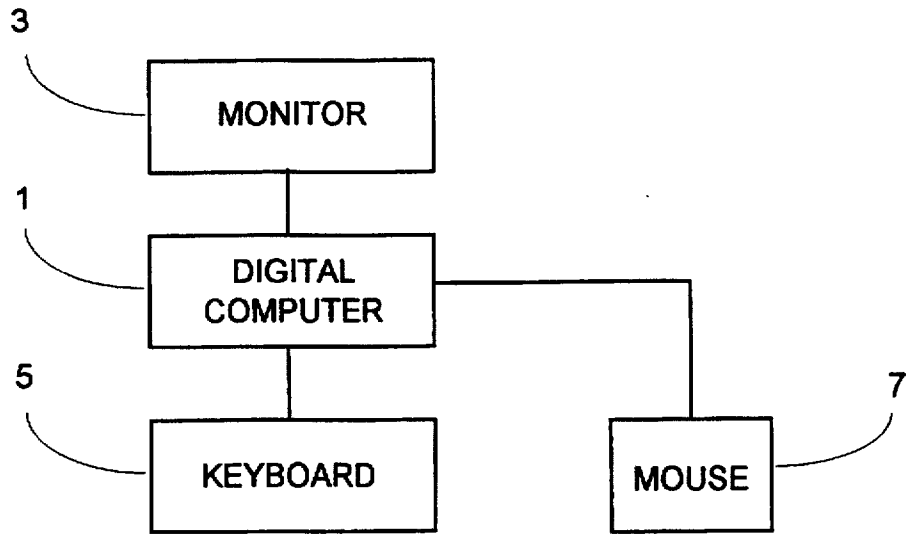 3
MONITOR
1
DIGITAL
COMPUTER
5
KEYBOARD
7
MOUSE